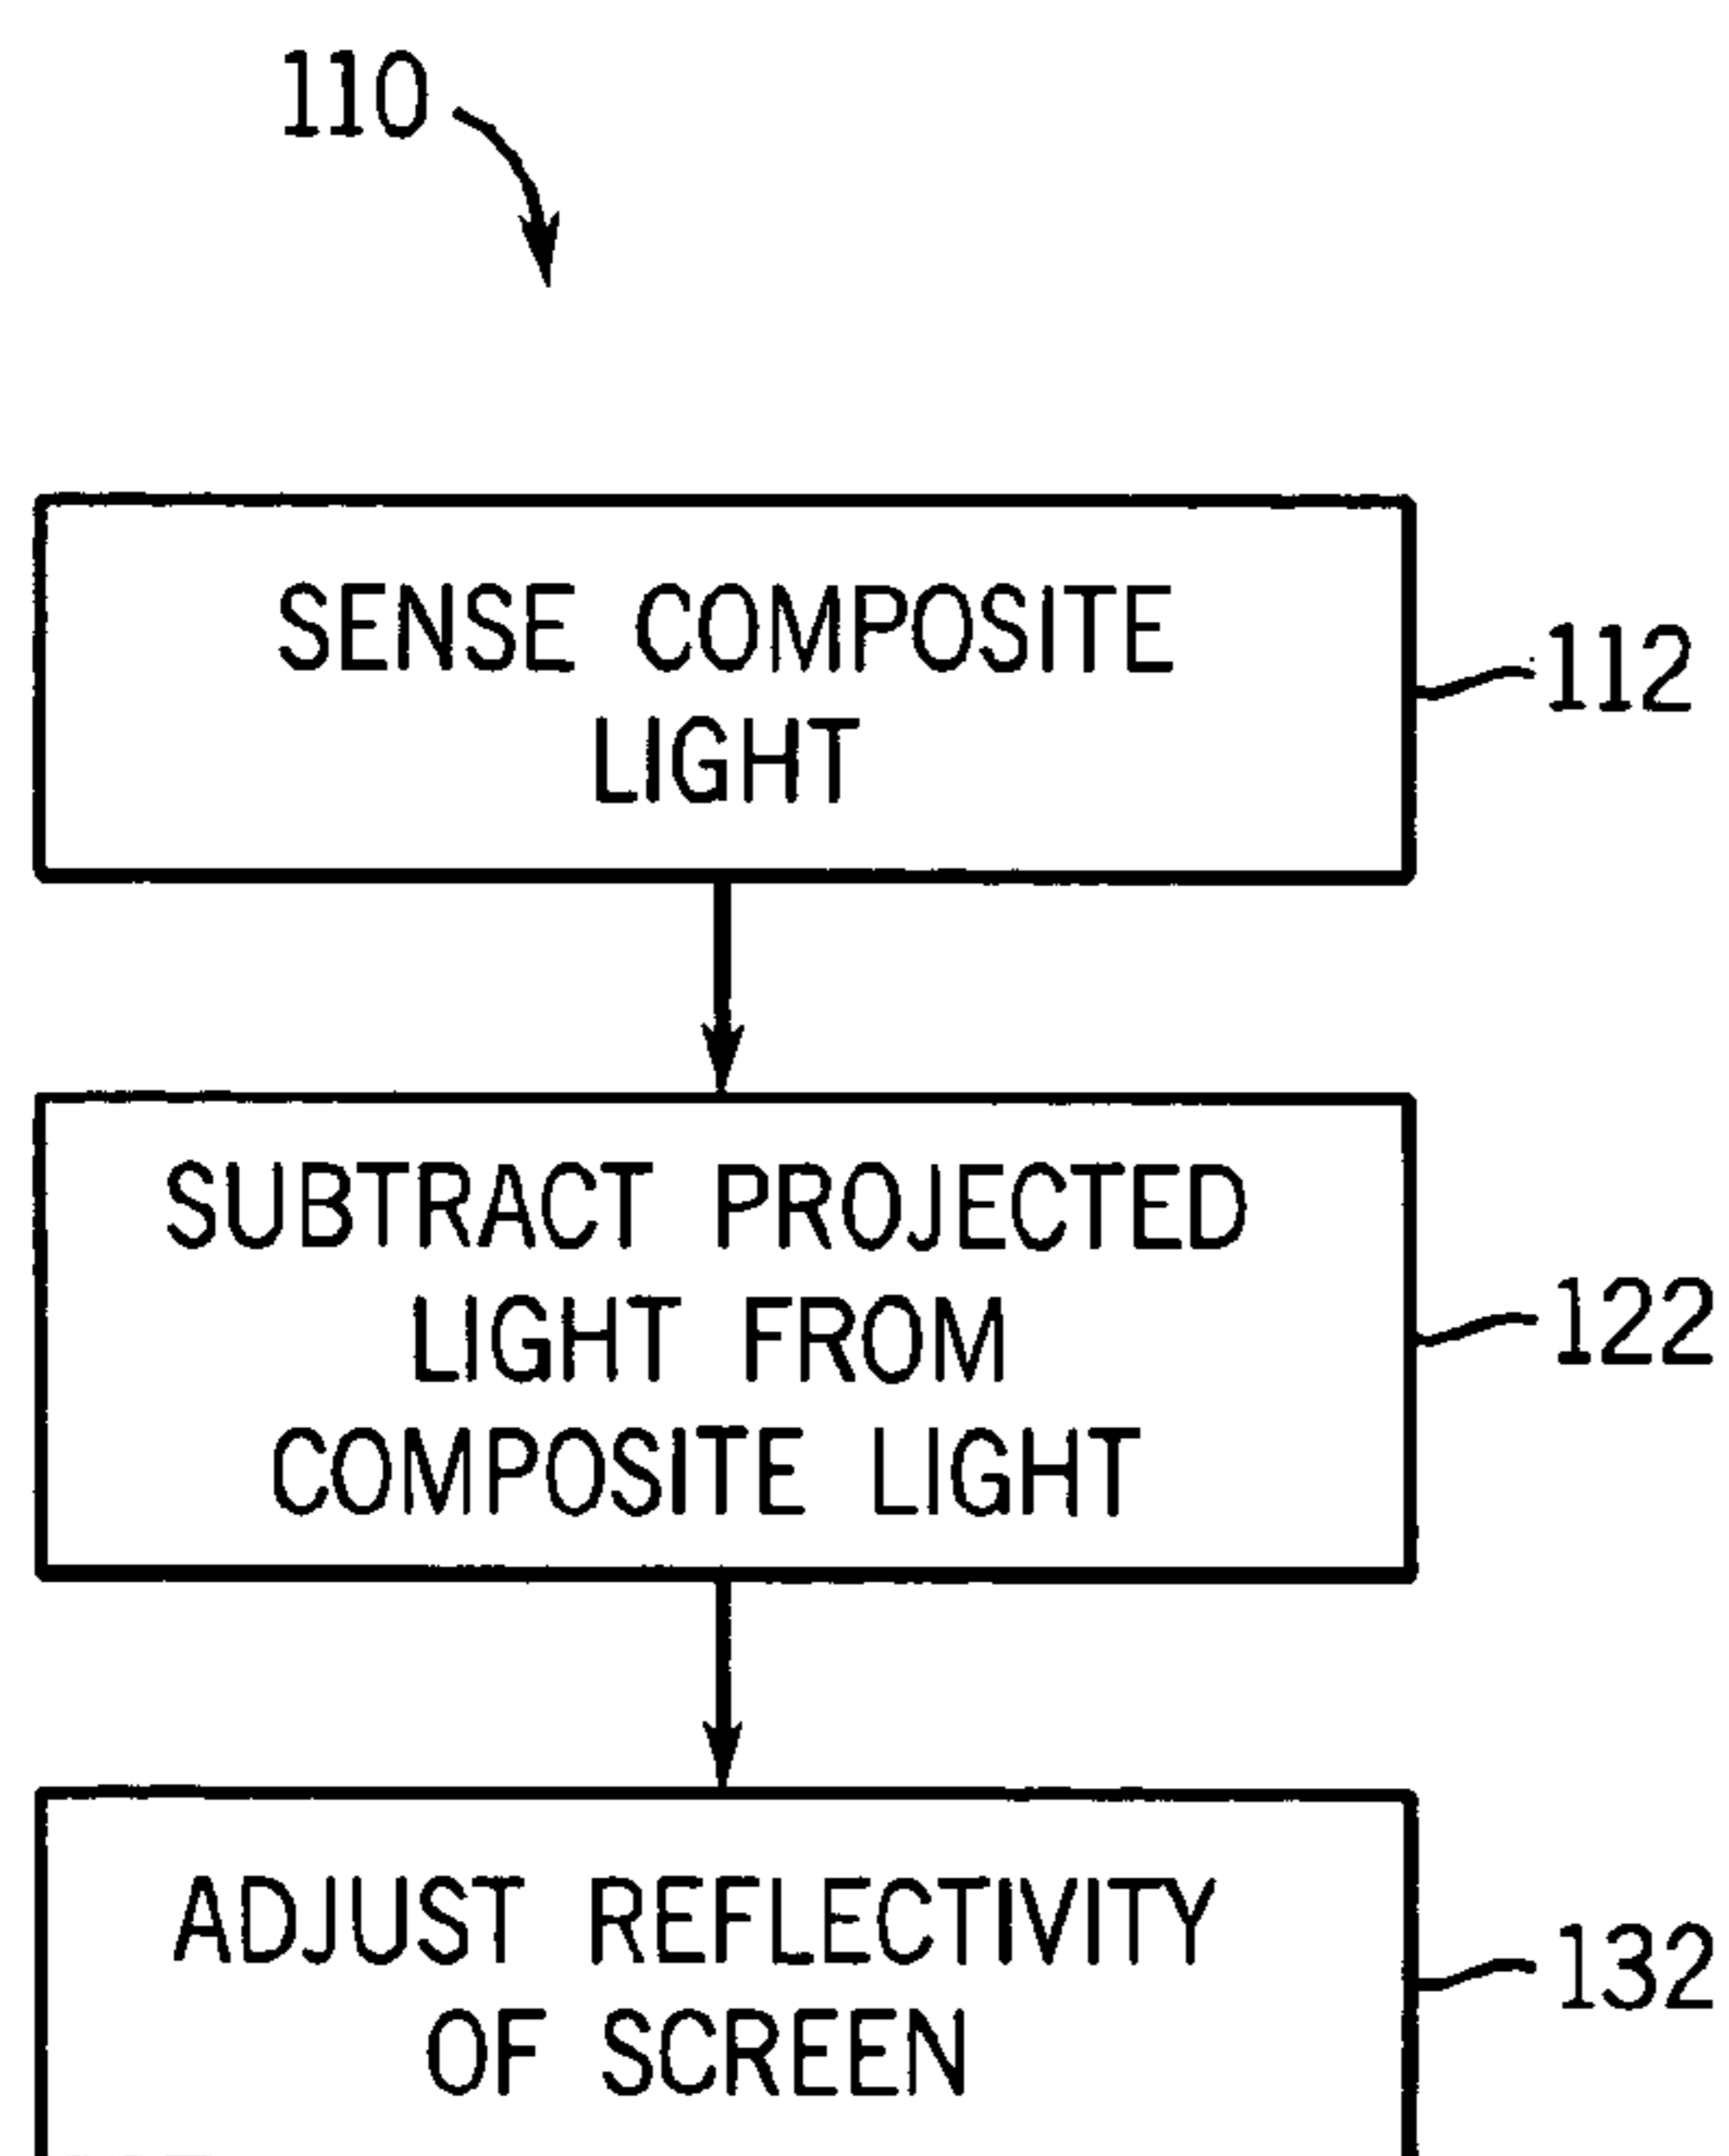 110
SENSE COMPOSITE
LIGHT
112
SUBTRACT PROJECTED
LIGHT FROM
COMPOSITE LIGHT
122
ADJUST REFLECTIVITY
OF SCREEN
132